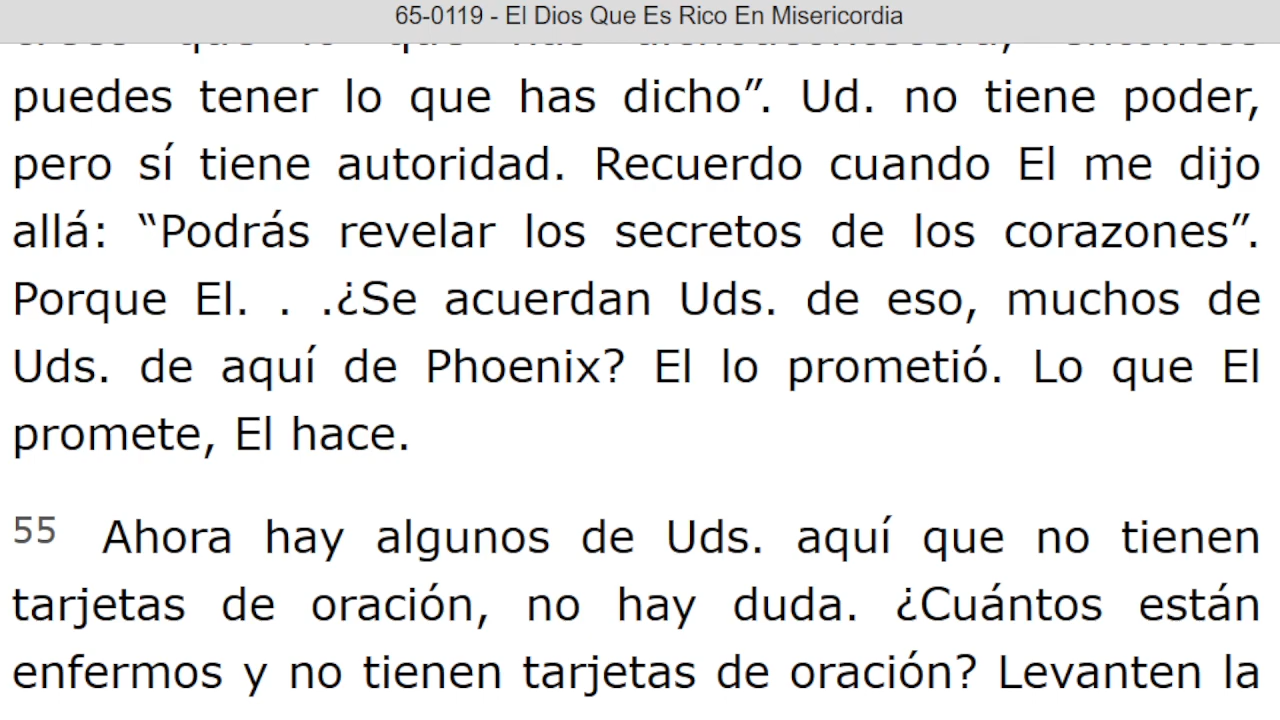 65-0119 - El Dios Que Es Rico En Misericordia
puedes tener lo que has dicho”. Ud. no tiene poder,
pero sí tiene autoridad. Recuerdo cuando El me dijo
allá: “Podrás revelar los secretos de los corazones”.
Porque El. . .¿Se acuerdan Uds. de eso, muchos de
Uds. de aquí de Phoenix? El lo prometió. Lo que El
promete, El hace.
55 Ahora hay algunos de Uds. aquí que no tienen
tarjetas de oración, no hay duda. ¿Cuántos están
enfermos y no tienen tarjetas de oración? Levanten la